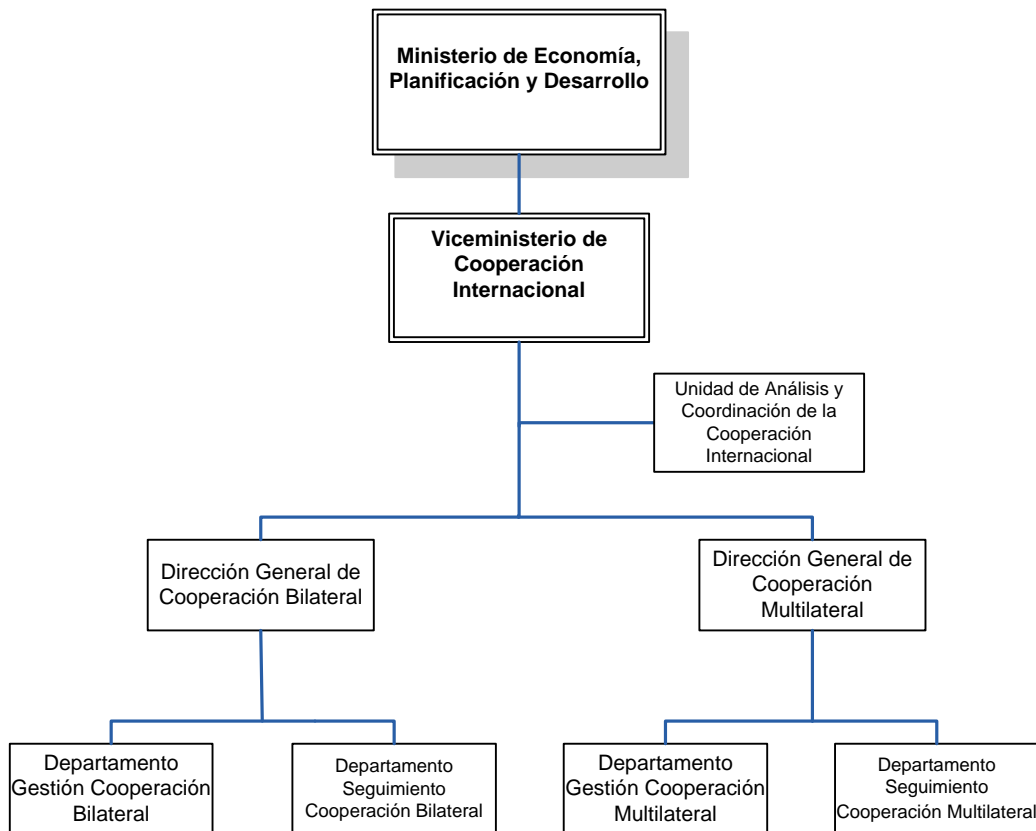 Ministerio de Economía,
Planificación y Desarrollo
Viceministerio de
Cooperación
Internacional
Unidad de Análisis y
Coordinación de la
Cooperación
Internacional
Dirección General de
Cooperación Bilateral
Dirección General de
Cooperación
Multilateral
Departamento
Gestión Cooperación
Bilateral
Departamento
Seguimiento
Cooperación Bilateral
Departamento
Gestión Cooperación
Multilateral
Departamento
Seguimiento
Cooperación Multilateral